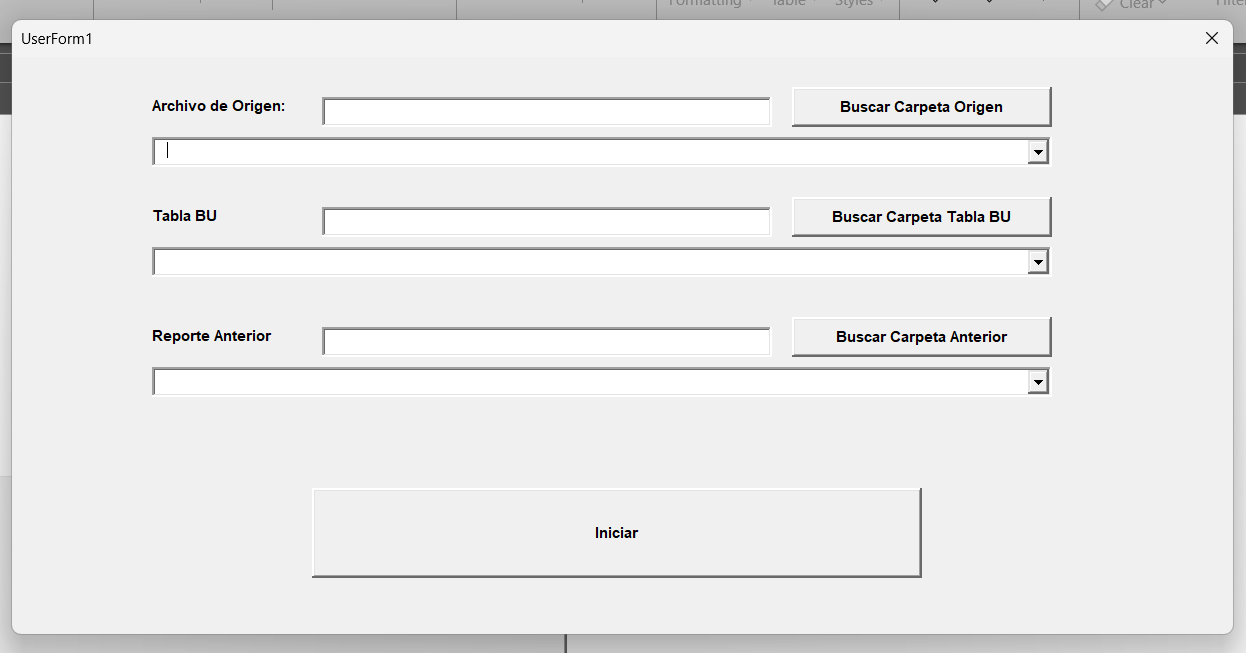 Formatting Table Styles Clear Filter
UserForm1
Archivo de Origen:
Buscar Carpeta Origen
Tabla BU
Buscar Carpeta Tabla BU
Reporte Anterior
Buscar Carpeta Anterior
Iniciar